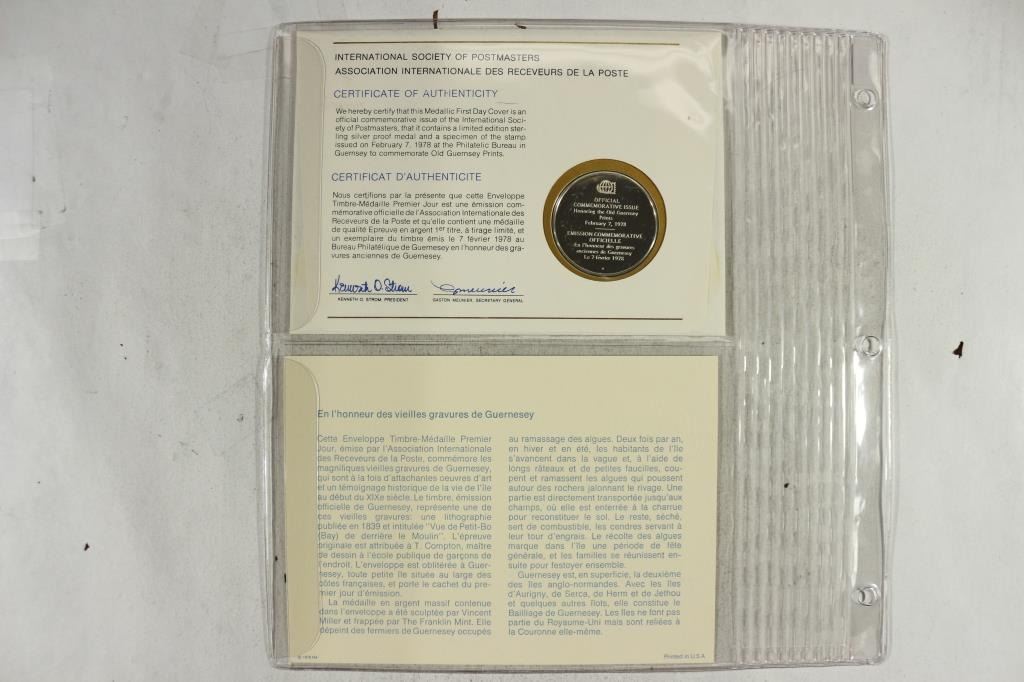 INTERNATIONAL SOCIETY OF POSTMASTERS
ASSOCIATION INTERNATIONALE DES RECEVEURS DE LA POSTE
CERTIFICATE OF AUTHENTICITY
We hereby certify that this Medallic First Day Cover is an
official commemorative issue of the International Soci-
ety of Postmasters, that it contains a limited edition ster-
ling silver proof medal and a specimen of the stamp
issued on February 7, 1978 at the Philatelic Bureau in
Guernsey to commemorate Old Guernsey Prints.
CERTIFICAT D'AUTHENTICITE
Nous certifions par la présente que cette Enveloppe
Timbre-Médaille Premier Jour est une émission com-
mémorative officielle de l'Association Internationale des
Receveurs de la Poste et qu'elle contient une médaille
de qualité Epreuve en argent 1er titre, à tirage limité, et
un exemplaire du timbre émis le 7 février 1978 au
Bureau Philatélique de Guernesey en l'honneur des gra-
vures anciennes de Guernesey.
Kenneth O. Strom
KENNETH O. STROM, PRESIDENT
GMeunier
GASTON MEUNIER, SECRETARY GENERAL
OFFICIAL
COMMEMORATIVE ISSUE
Honoring the Old Guernsey
Prints
February 7, 1978
EMISSION COMMEMORATIVE
OFFICIELLE
En l'honneur des gravures
anciennes de Guernesey
Le 7 février 1978
En l'honneur des vieilles gravures de Guernesey
Cette Enveloppe Timbre-Médaille Premier
Jour, émise par l'Association Internationale
des Receveurs de la Poste, commémore les
magnifiques vieilles gravures de Guernesey,
qui sont à la fois d'attachantes oeuvres d'art
et un témoignage historique de la vie de l'île
au début du XIXe siècle. Le timbre, émission
officielle de Guernesey, représente une de
ces vieilles gravures: une lithographie
publiée en 1839 et intitulée "Vue de Petit-Bo
(Bay) de derrière le Moulin". L'épreuve
originale est attribuée à T. Compton, maître
de dessin à l'école publique de garçons de
l'endroit. L'enveloppe est oblitérée à Guer-
nesey, toute petite île située au large des
côtes françaises, et porte le cachet du pre-
mier jour d'émission.
La médaille en argent massif contenue
dans l'enveloppe a été sculptée par Vincent
Miller et frappée par The Franklin Mint. Elle
dépeint des fermiers de Guernesey occupés
au ramassage des algues. Deux fois par an,
en hiver et en été, les habitants de l'île
s'avancent dans la vague et, à l'aide de
longs râteaux et de petites faucilles, cou-
pent et ramassent les algues qui poussent
autour des rochers jalonnant le rivage. Une
partie est directement transportée jusqu'aux
champs, où elle est enterrée à la charrue
pour reconstituer le sol. Le reste, séché,
sert de combustible, les cendres servant à
leur tour d'engrais. Le récolte des algues
marque dans l'île une période de fête
générale, et les familles se réunissent en-
suite pour festoyer ensemble.
Guernesey est, en superficie, la deuxième
des îles anglo-normandes. Avec les îles
d'Aurigny, de Serca, de Herm et de Jethou
et quelques autres îlots, elle constitue le
Bailliage de Guernesey. Les îles ne font pas
partie du Royaume Uni mais sont reliées à
la Couronne elle-même.
Printed in U.S.A.